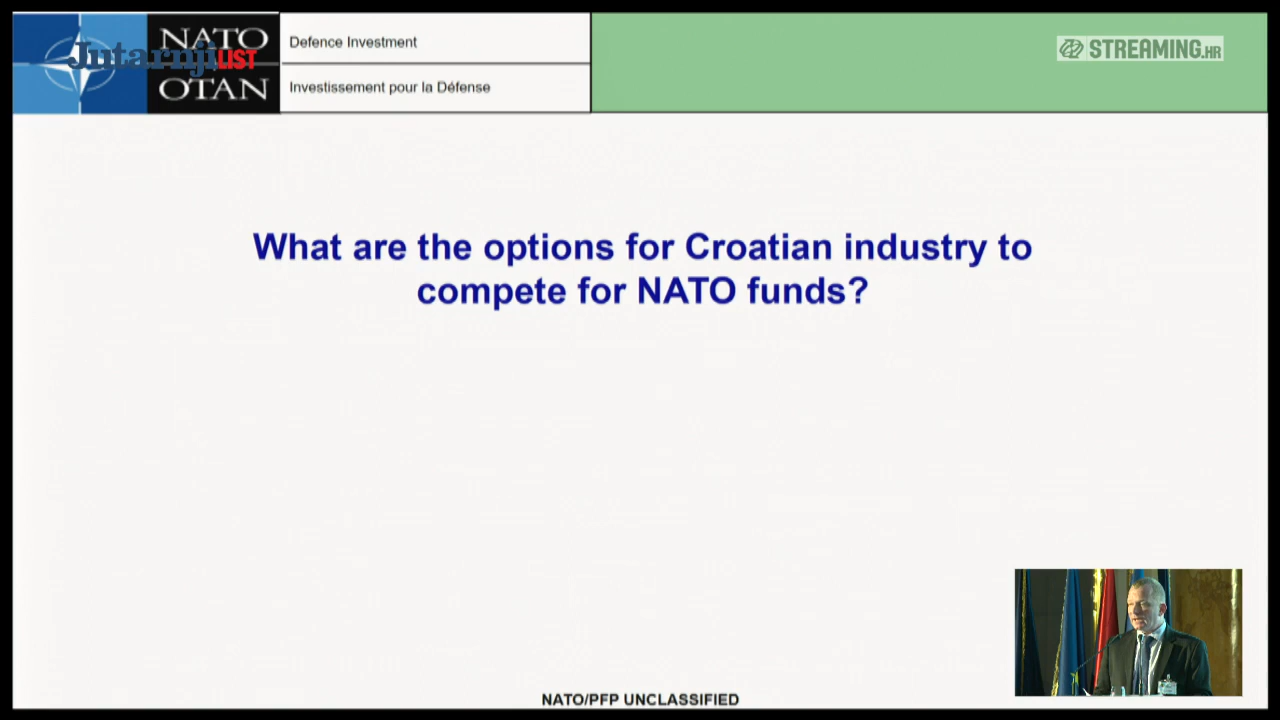 NATO
OTAN
Jutarnji LIST
Defence Investment
Investissement pour la Défense
STREAMING.HR
What are the options for Croatian industry to
compete for NATO funds?
NATO/PFP UNCLASSIFIED